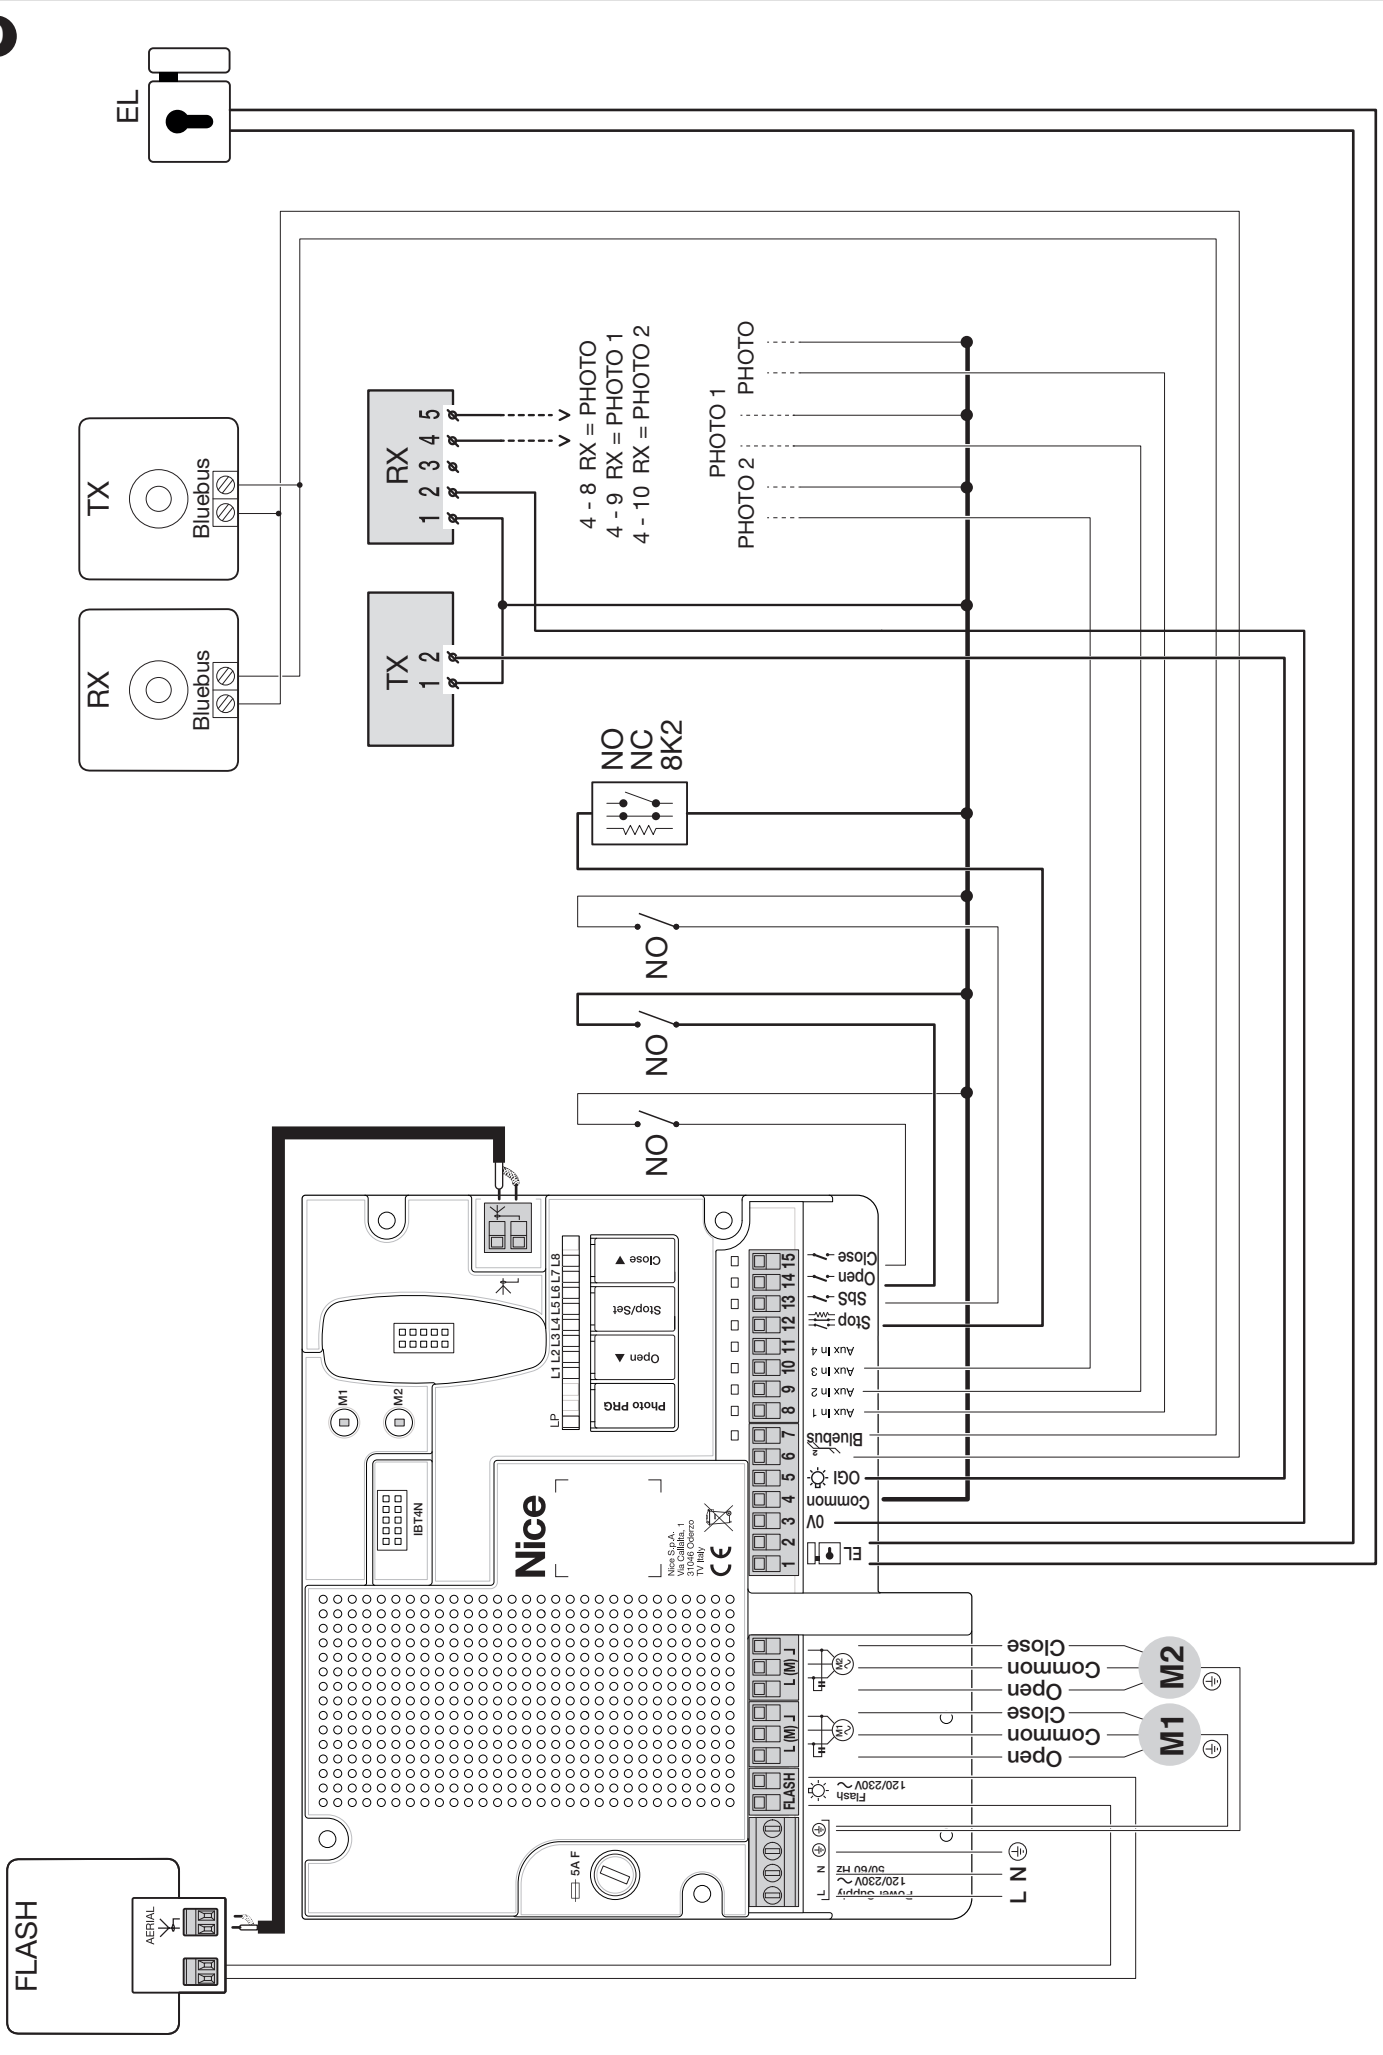 EL
TX
Bluebus
RX
Bluebus
RX
1 2 3 4 5
TX
1 2
4 - 8 RX = PHOTO
4 - 9 RX = PHOTO 1
4 - 10 RX = PHOTO 2
PHOTO 2
PHOTO 1
PHOTO
NO
NC
8K2
NO
NO
NO
M1
M2
IBT4N
LP
L1 L2 L3 L4 L5 L6 L7 L8
Photo PRG
Open ▲
Stop/Set
Close ▼
Nice
Nice S.p.A.
Via Callalta, 1
31046 Oderzo
TV Italy
CE
5A F
1 2 3 4 5 6 7 8 9 10 11 12 13 14 15
EL
0V
Common
OGI
Bluebus
Aux In 1
Aux In 2
Aux In 3
Aux In 4
Stop
SbS
Open
Close
FLASH
L (M)
L (M)
M1
M2
Flash
120/230V
L N
Power Supply
120/230V
50/60 Hz
L N
Open
Common
Close
M1
Open
Common
Close
M2
FLASH
AERIAL